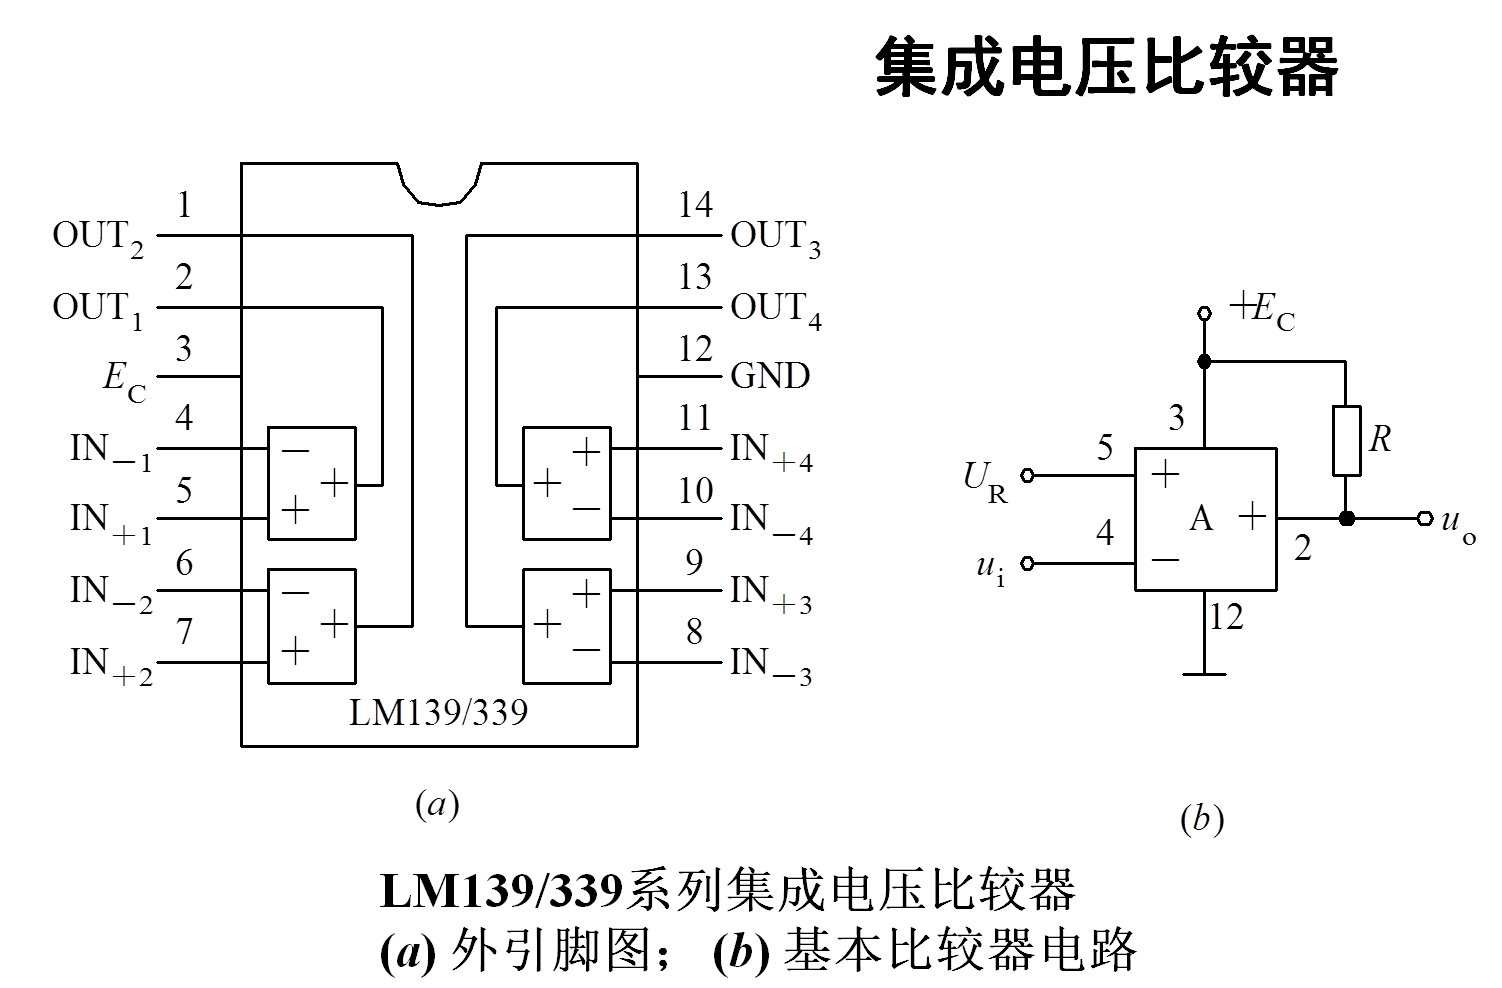 集成电压比较器
1
OUT2
2
OUT1
3
EC
4
IN−1
5
IN+1
6
IN−2
7
IN+2
14
OUT3
13
OUT4
12
GND
11
IN+4
10
IN−4
9
IN+3
8
IN−3
− + +
+ + −
− + +
+ + −
LM139/339
(a)
+EC
3
R
5
UR
+
A +
4
ui
−
2
uo
12
(b)
LM139/339系列集成电压比较器
(a) 外引脚图； (b) 基本比较器电路